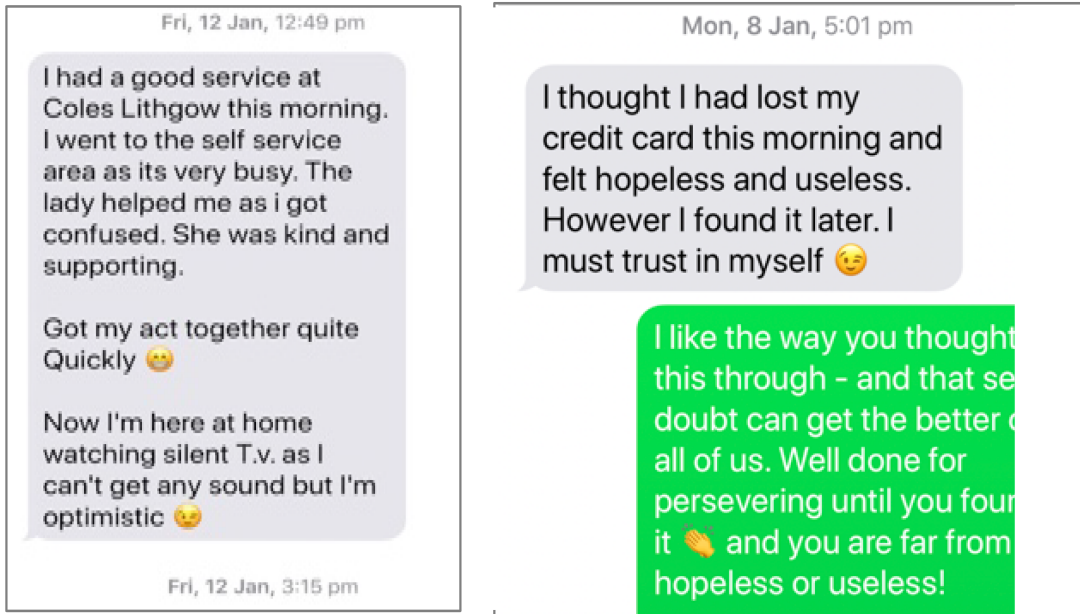 Fri, 12 Jan, 12:49 pm
I had a good service at
Coles Lithgow this morning.
I went to the self service
area as its very busy. The
lady helped me as i got
confused. She was kind and
supporting.
Got my act together quite
Quickly 😁
Now I'm here at home
watching silent T.v. as I
can't get any sound but I'm
optimistic 😉
Fri, 12 Jan, 3:15 pm
Mon, 8 Jan, 5:01 pm
I thought I had lost my
credit card this morning and
felt hopeless and useless.
However I found it later. I
must trust in myself 😉
I like the way you thought
this through - and that se
doubt can get the better
all of us. Well done for
persevering until you four
it 👏 and you are far from
hopeless or useless!